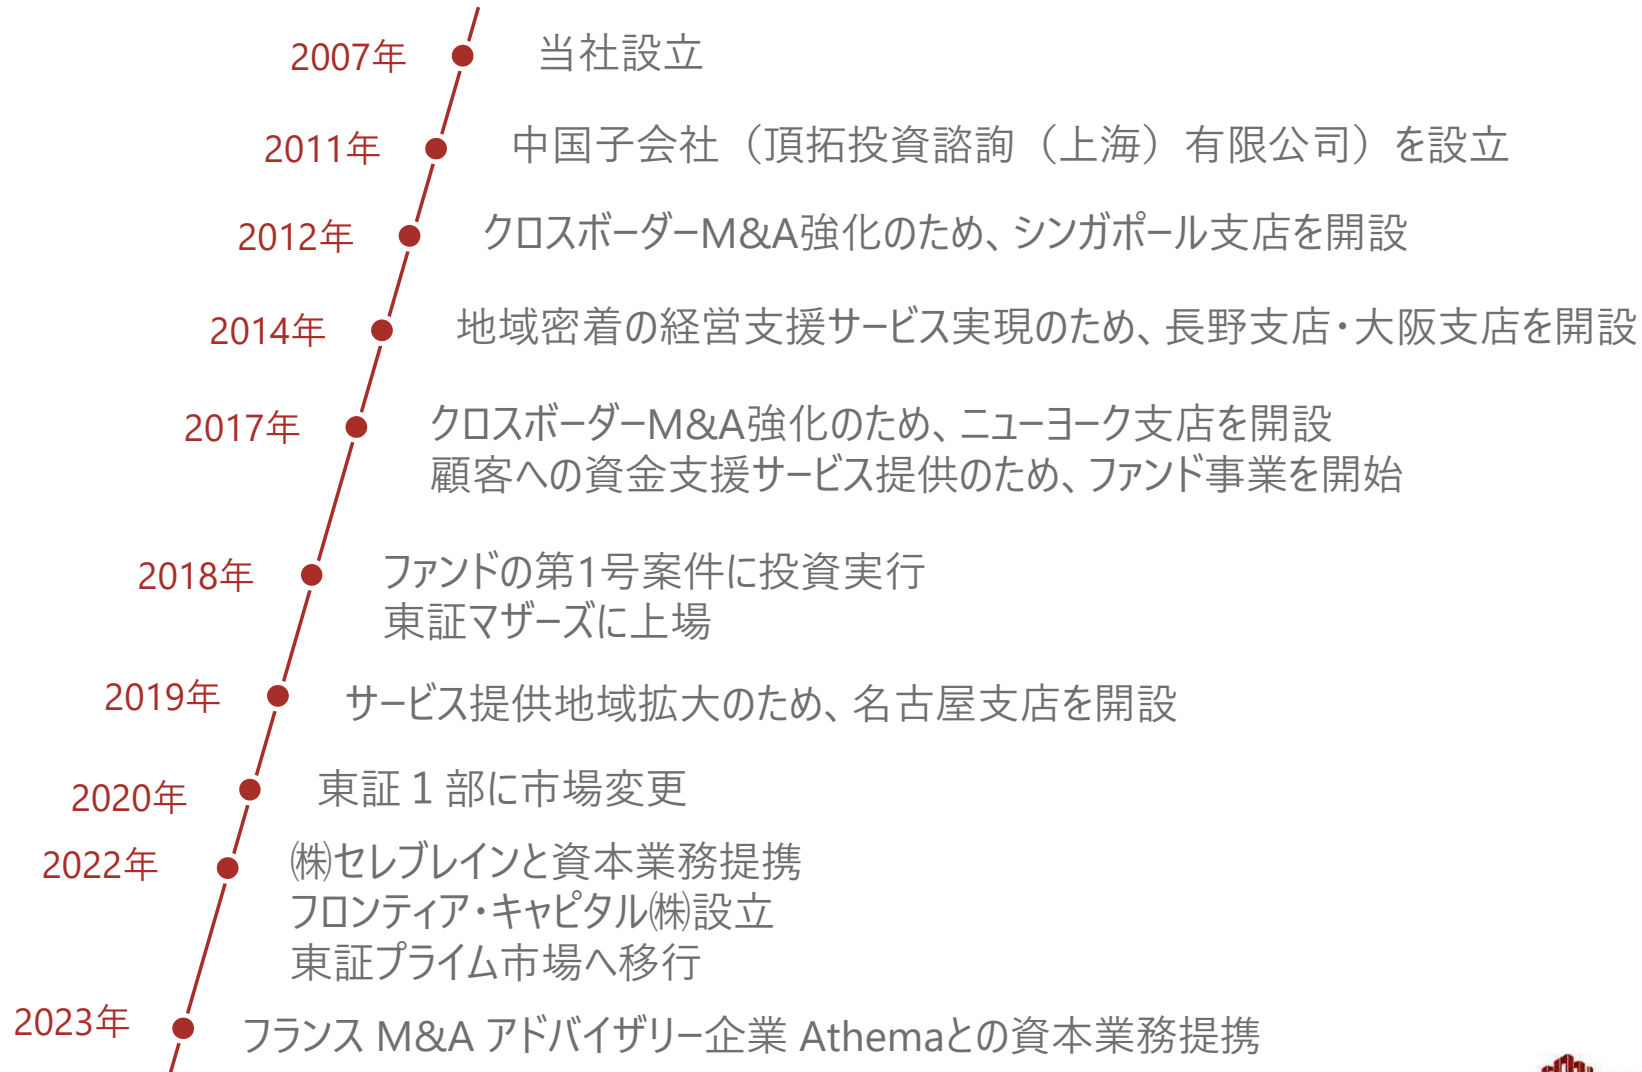 2007年 当社設立
2011年 中国子会社（頂拓投資諮詢（上海）有限公司）を設立
2012年 クロスボーダーM&A強化のため、シンガポール支店を開設
2014年 地域密着の経営支援サービス実現のため、長野支店・大阪支店を開設
2017年 クロスボーダーM&A強化のため、ニューヨーク支店を開設
顧客への資金支援サービス提供のため、ファンド事業を開始
2018年 ファンドの第1号案件に投資実行
東証マザーズに上場
2019年 サービス提供地域拡大のため、名古屋支店を開設
2020年 東証１部に市場変更
2022年 ㈱セレブレインと資本業務提携
フロンティア・キャピタル㈱設立
東証プライム市場へ移行
2023年 フランス M&A アドバイザリー企業 Athemaとの資本業務提携